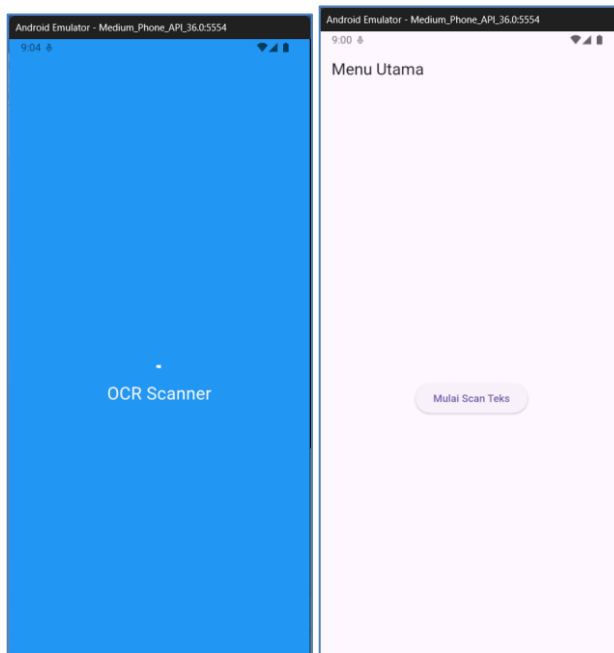 Android Emulator - Medium_Phone_API_36.0:5554
9:04
OCR Scanner
Android Emulator - Medium_Phone_API_36.0:5554
9:00
Menu Utama
Mulai Scan Teks